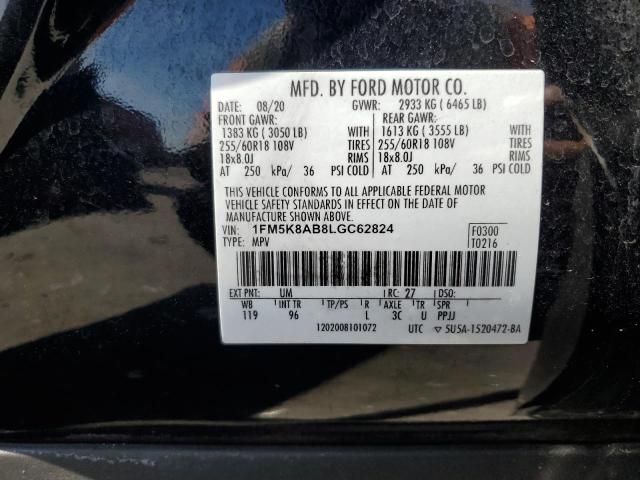 MFD. BY FORD MOTOR CO.
DATE: 08/20 GVWR: 2933 KG ( 6465 LB)
FRONT GAWR: REAR GAWR:
1383 KG ( 3050 LB) WITH 1613 KG ( 3555 LB) WITH
255/60R18 108V TIRES 255/60R18 108V TIRES
18x8.0J RIMS 18x8.0J RIMS
AT 250 kPa/ 36 PSI COLD AT 250 kPa/ 36 PSI COLD
THIS VEHICLE CONFORMS TO ALL APPLICABLE FEDERAL MOTOR
VEHICLE SAFETY STANDARDS IN EFFECT ON THE DATE OF
MANUFACTURE SHOWN ABOVE.
VIN: 1FM5K8AB8LGC62824 F0300
TYPE: MPV T0216
EXT PNT: UM RC: 27 DSO:
WB INT TR TP/PS R AXLE TR SPR
119 96 L 3C U PPJJ
1202008101072 UTC ▽ SU5A-1520472-BA